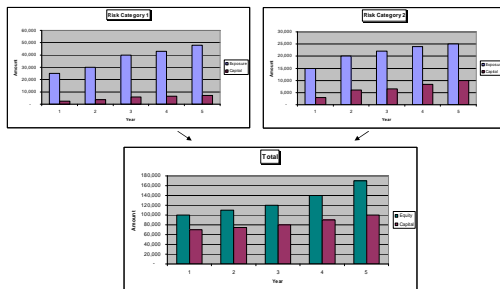 Risk Category 1
60,000
50,000
40,000
30,000
20,000
10,000
-
Amount
1 2 3 4 5
Year
Exposure
Capital
Risk Category 2
30,000
25,000
20,000
15,000
10,000
5,000
-
Amount
1 2 3 4 5
Year
Exposure
Capital
Total
180,000
160,000
140,000
120,000
100,000
80,000
60,000
40,000
20,000
-
Amount
1 2 3 4 5
Year
Equity
Capital